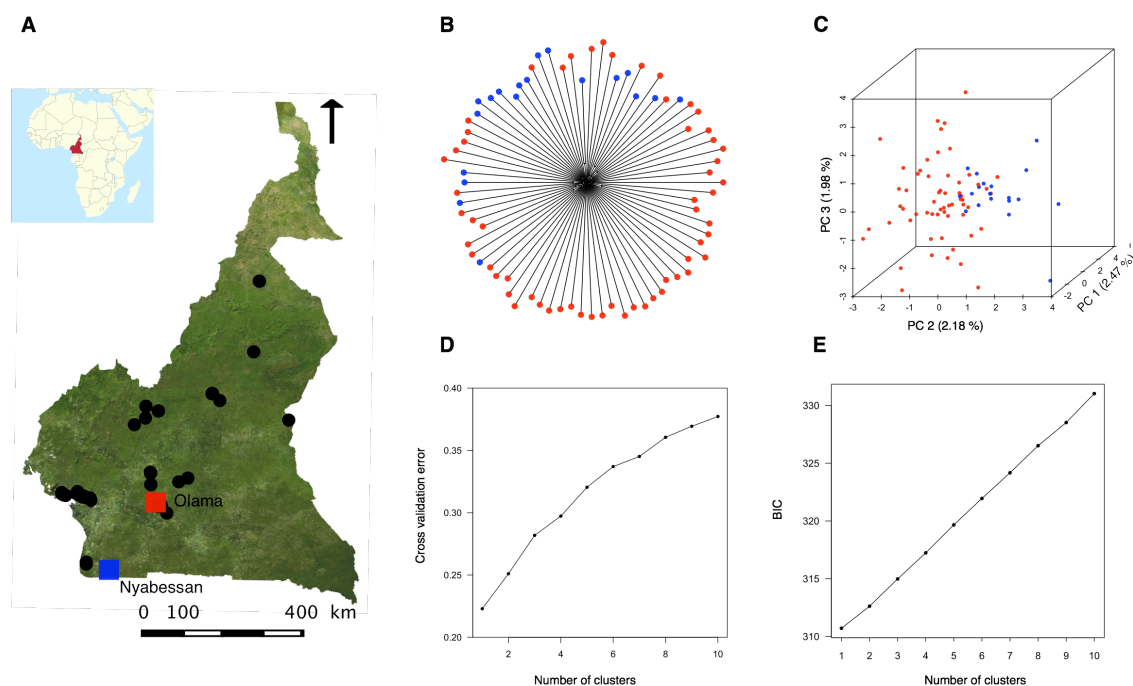 A
Olama
Nyabessan
0 100 400 km
B
C
PC 3 (1.98 %)
4
3
2
1
0
-1
-2
-3
-3 -2 -1 0 1 2 3 4
PC 2 (2.18 %)
-2 0 2 4
PC 1 (2.47 %)
D
Cross validation error
0.40
0.35
0.30
0.25
0.20
2 4 6 8 10
Number of clusters
E
BIC
330
325
320
315
310
1 2 3 4 5 6 7 8 9 10
Number of clusters